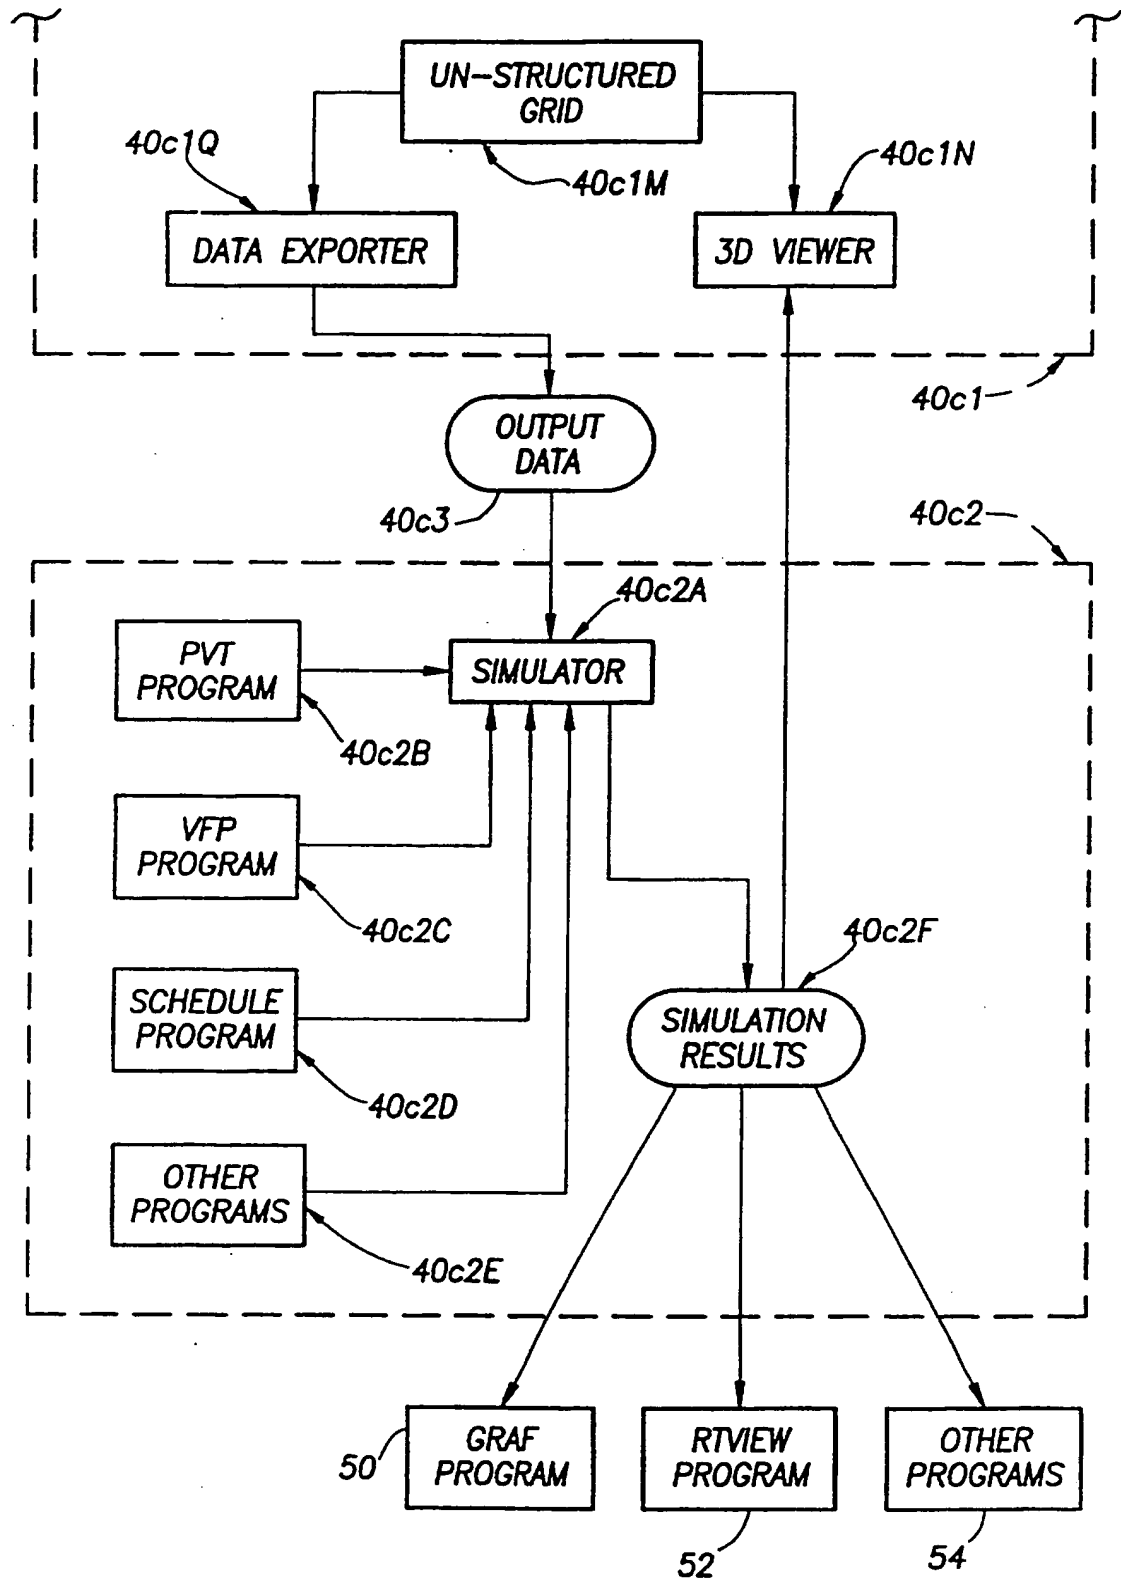 UN-STRUCTURED
GRID
40c1Q
40c1M
40c1N
DATA EXPORTER
3D VIEWER
40c1
OUTPUT
DATA
40c3
40c2
40c2A
PVT
PROGRAM
SIMULATOR
40c2B
VFP
PROGRAM
40c2C
40c2F
SCHEDULE
PROGRAM
SIMULATION
RESULTS
40c2D
OTHER
PROGRAMS
40c2E
50
GRAF
PROGRAM
RTVIEW
PROGRAM
OTHER
PROGRAMS
52
54